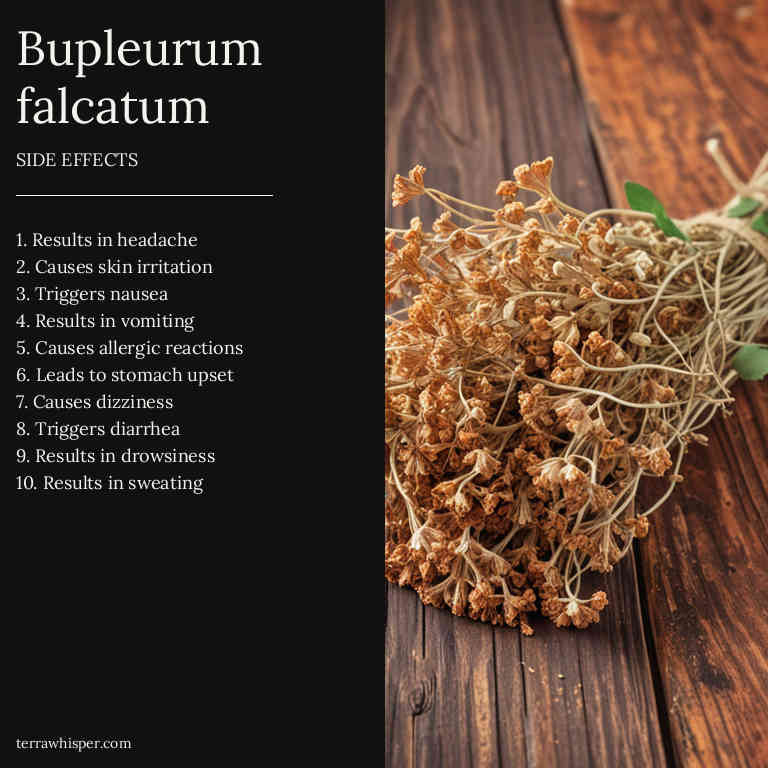 Bupleurum
falcatum
SIDE EFFECTS
1. Results in headache
2. Causes skin irritation
3. Triggers nausea
4. Results in vomiting
5. Causes allergic reactions
6. Leads to stomach upset
7. Causes dizziness
8. Triggers diarrhea
9. Results in drowsiness
10. Results in sweating
terrawhisper.com